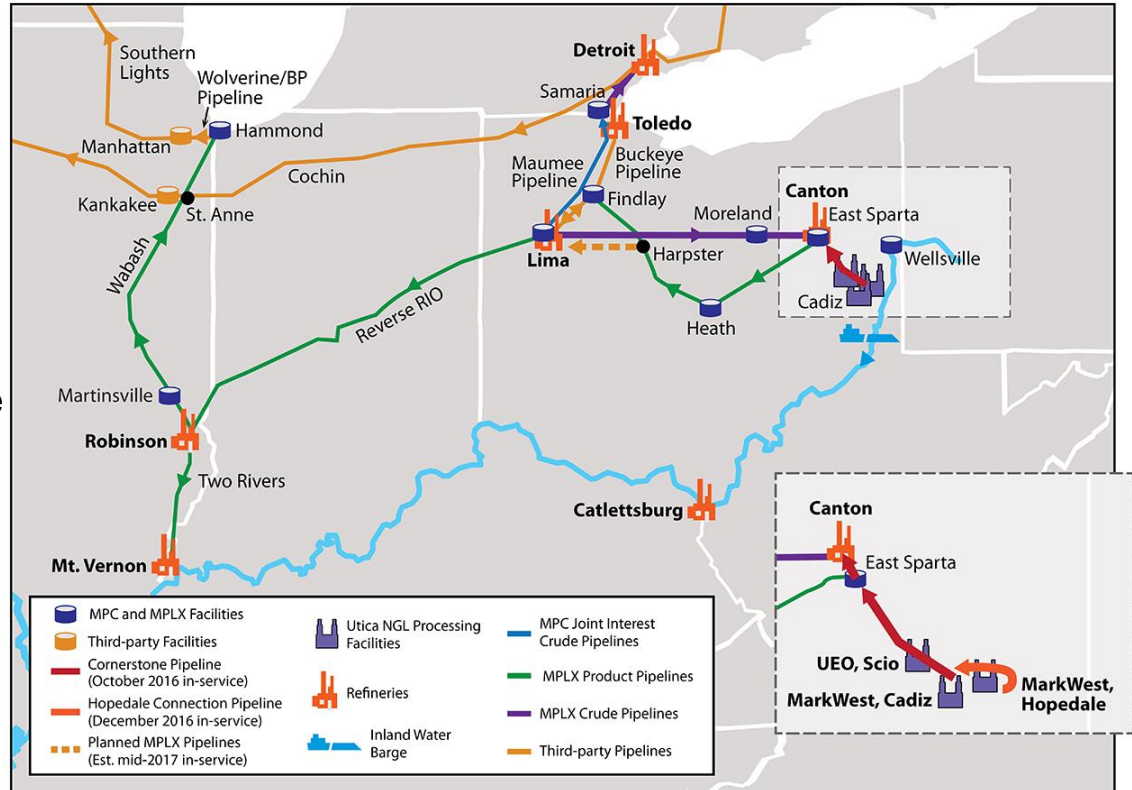 Southern
Lights
Wolverine/BP
Pipeline
Detroit
Samaria
Toledo
Manhattan
Hammond
Cochin
Maumee
Pipeline
Buckeye
Pipeline
Kankakee
St. Anne
Findlay
Canton
Moreland
East Sparta
Wellsville
Lima
Harpster
Cadiz
Heath
Wabash
Reverse RIO
Martinsville
Robinson
Two Rivers
Catlettsburg
Mt. Vernon
Canton
East Sparta
UEO, Scio
MarkWest, Cadiz
MarkWest,
Hopedale
MPC and MPLX Facilities
Third-party Facilities
Cornerstone Pipeline
(October 2016 in-service)
Hopedale Connection Pipeline
(December 2016 in-service)
Planned MPLX Pipelines
(Est. mid-2017 in-service)
Utica NGL Processing
Facilities
Refineries
Inland Water
Barge
MPC Joint Interest
Crude Pipelines
MPLX Product Pipelines
MPLX Crude Pipelines
Third-party Pipelines